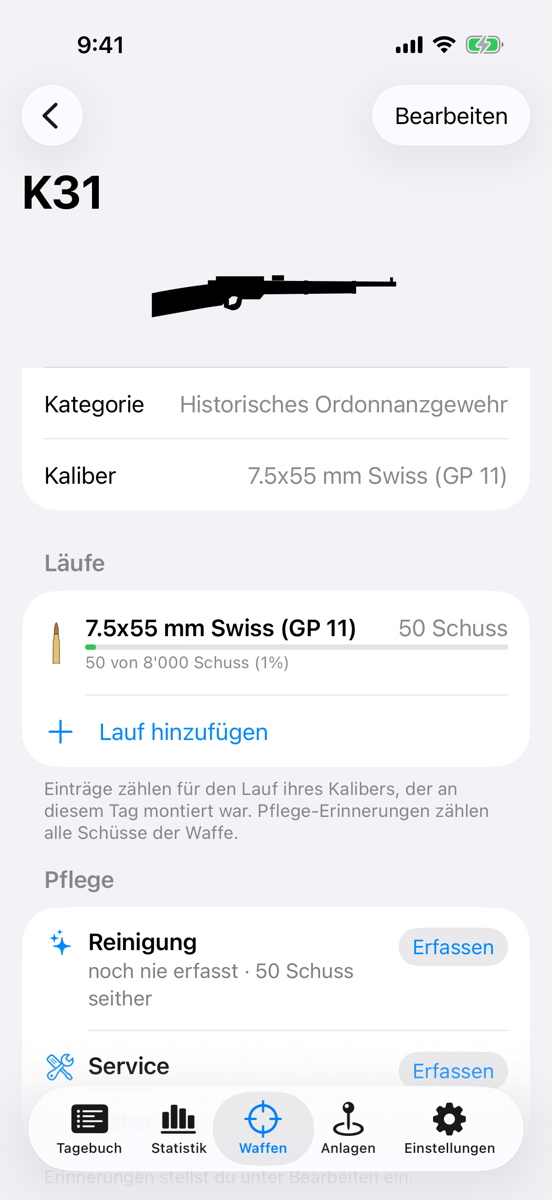 9:41
Bearbeiten
K31
Kategorie Historisches Ordonnanzgewehr
Kaliber 7.5x55 mm Swiss (GP 11)
Läufe
7.5x55 mm Swiss (GP 11) 50 Schuss
50 von 8'000 Schuss (1%)
Lauf hinzufügen
Einträge zählen für den Lauf ihres Kalibers, der an
diesem Tag montiert war. Pflege-Erinnerungen zählen
alle Schüsse der Waffe.
Pflege
Reinigung Erfassen
noch nie erfasst · 50 Schuss
seither
Service Erfassen
Tagebuch Statistik Waffen Anlagen Einstellungen
Erinnerungen stellst du unter Bearbeiten ein.